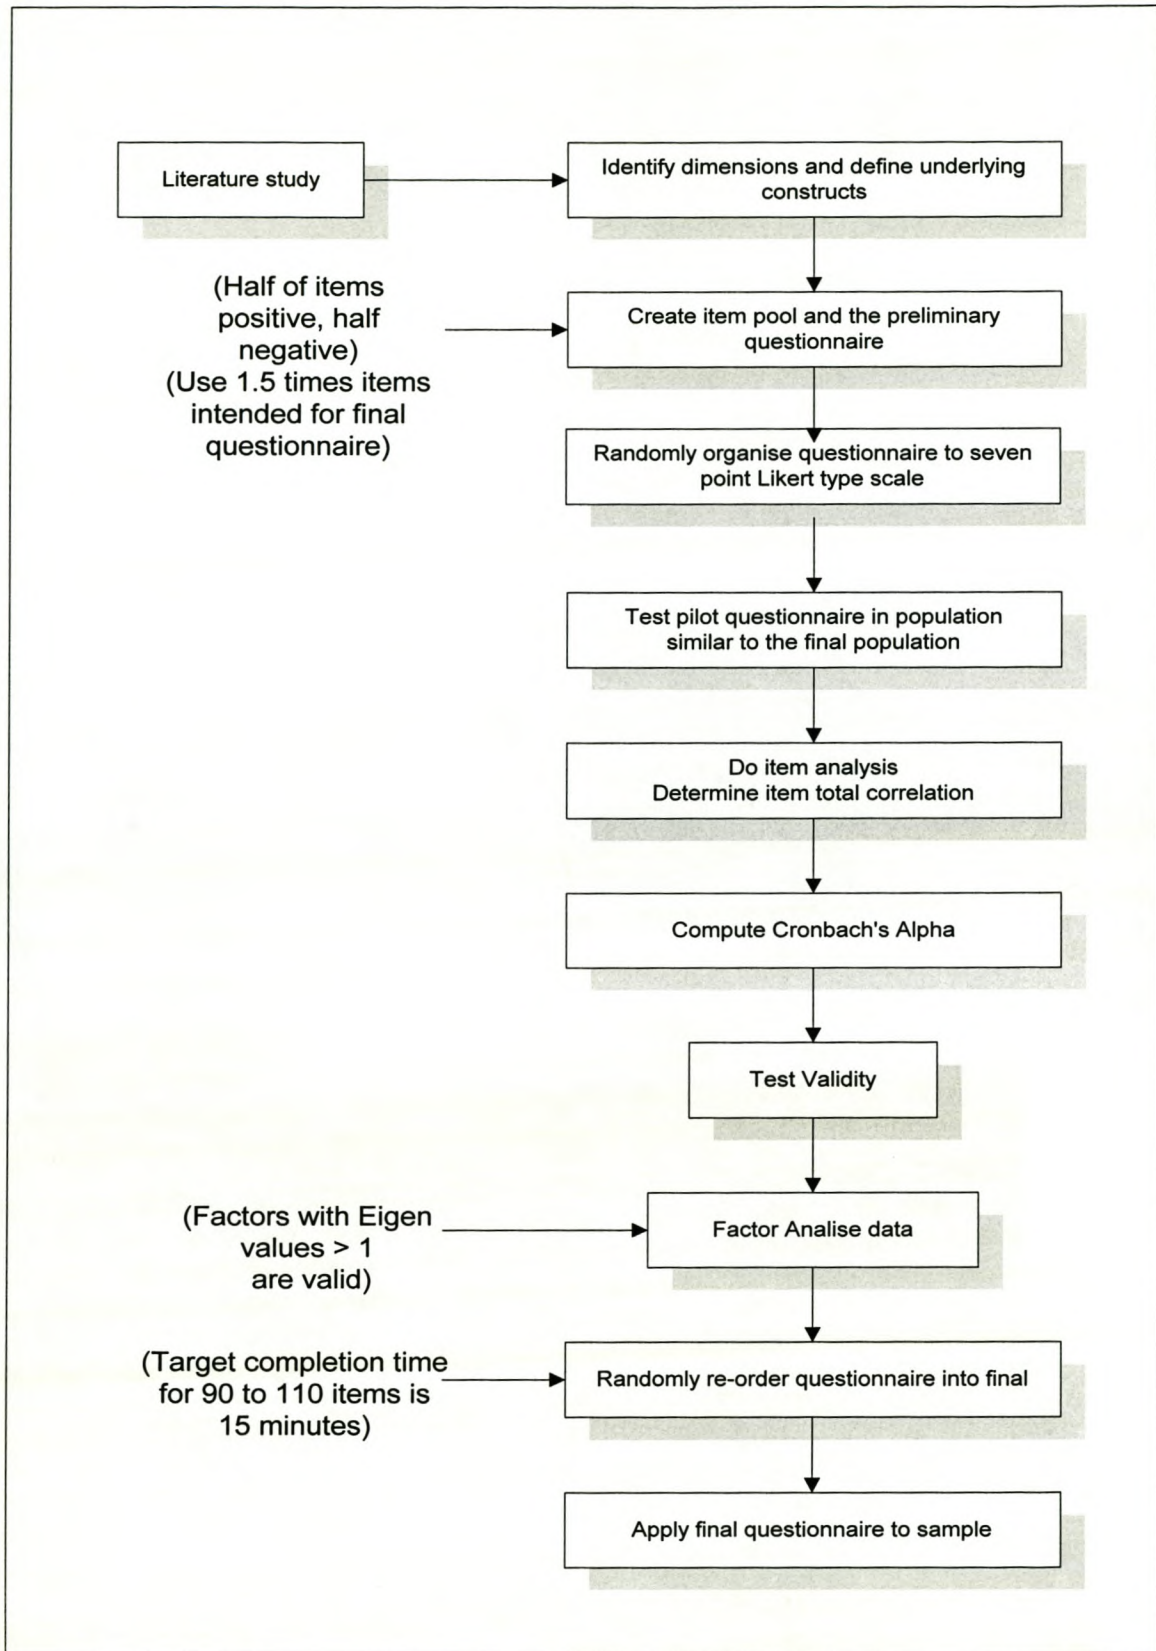 Literature study
Identify dimensions and define underlying
constructs
(Half of items
positive, half
negative)
(Use 1.5 times items
intended for final
questionnaire)
Create item pool and the preliminary
questionnaire
Randomly organise questionnaire to seven
point Likert type scale
Test pilot questionnaire in population
similar to the final population
Do item analysis
Determine item total correlation
Compute Cronbach's Alpha
Test Validity
(Factors with Eigen
values > 1
are valid)
Factor Analise data
(Target completion time
for 90 to 110 items is
15 minutes)
Randomly re-order questionnaire into final
Apply final questionnaire to sample